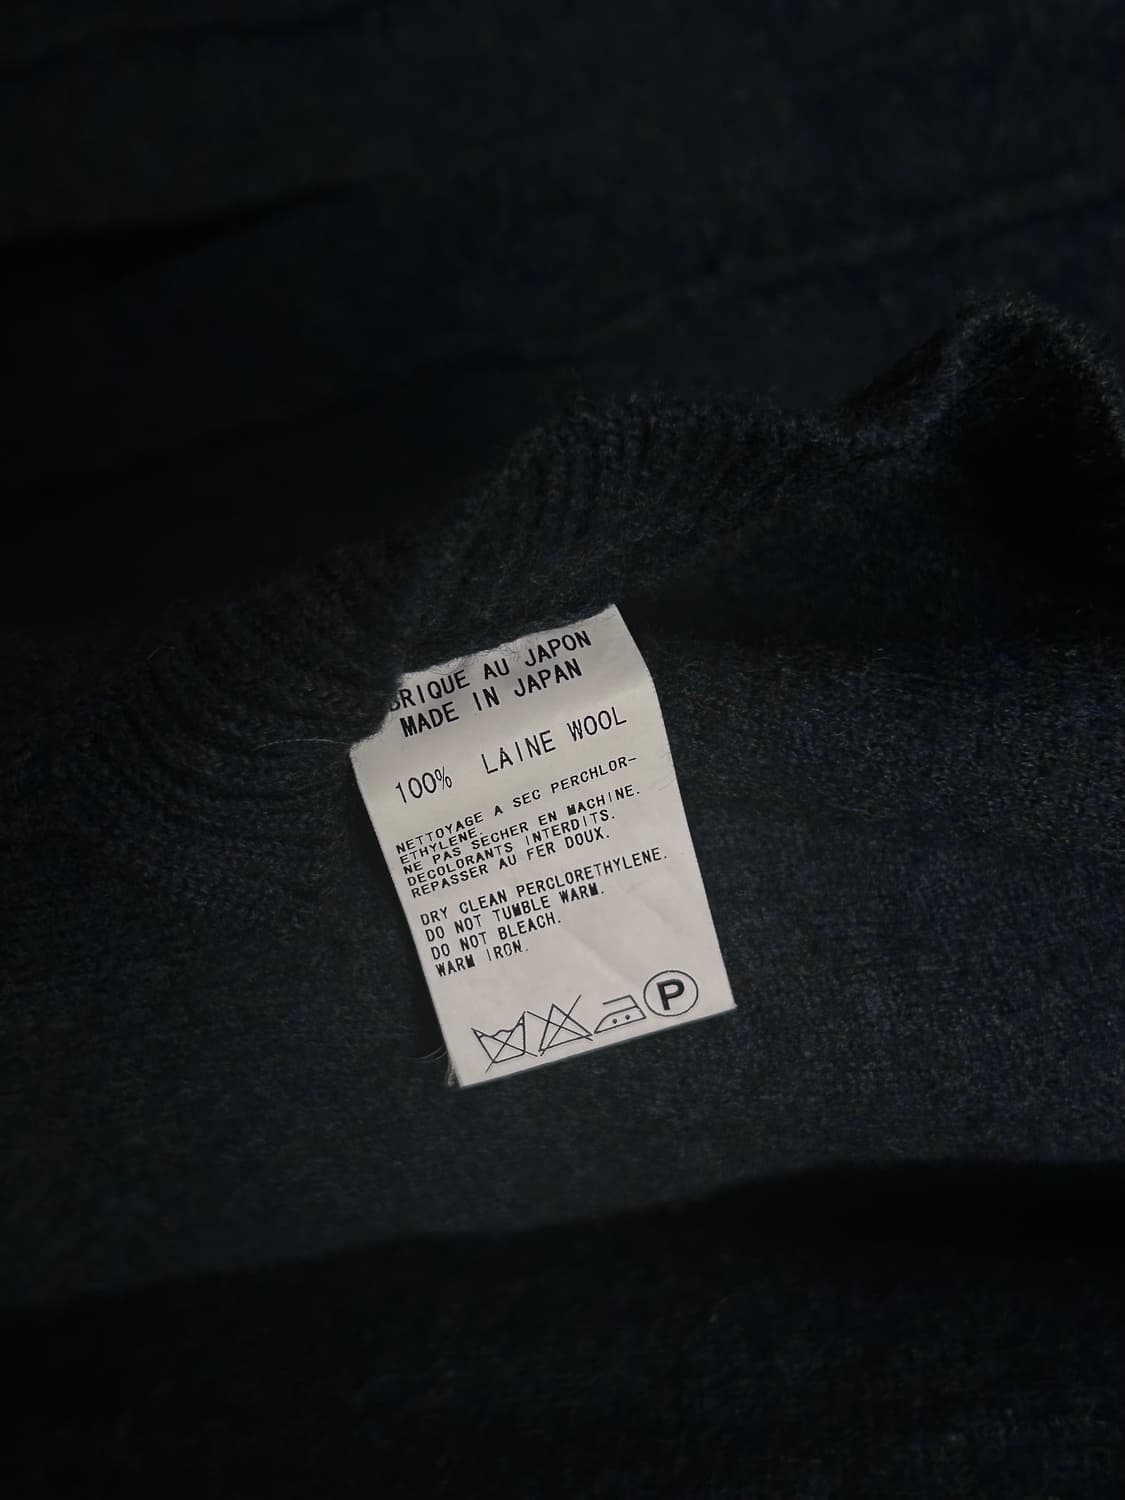 BRIQUE AU JAPON
MADE IN JAPAN
100% LAINE WOOL
NETTOYAGE A SEC PERCHLOR-
ETHYLENE.
NE PAS SECHER EN MACHINE.
DECOLORANTS INTERDITS.
REPASSER AU FER DOUX.
DRY CLEAN PERCLORETHYLENE.
DO NOT TUMBLE WARM.
DO NOT BLEACH.
WARM IRON.
P